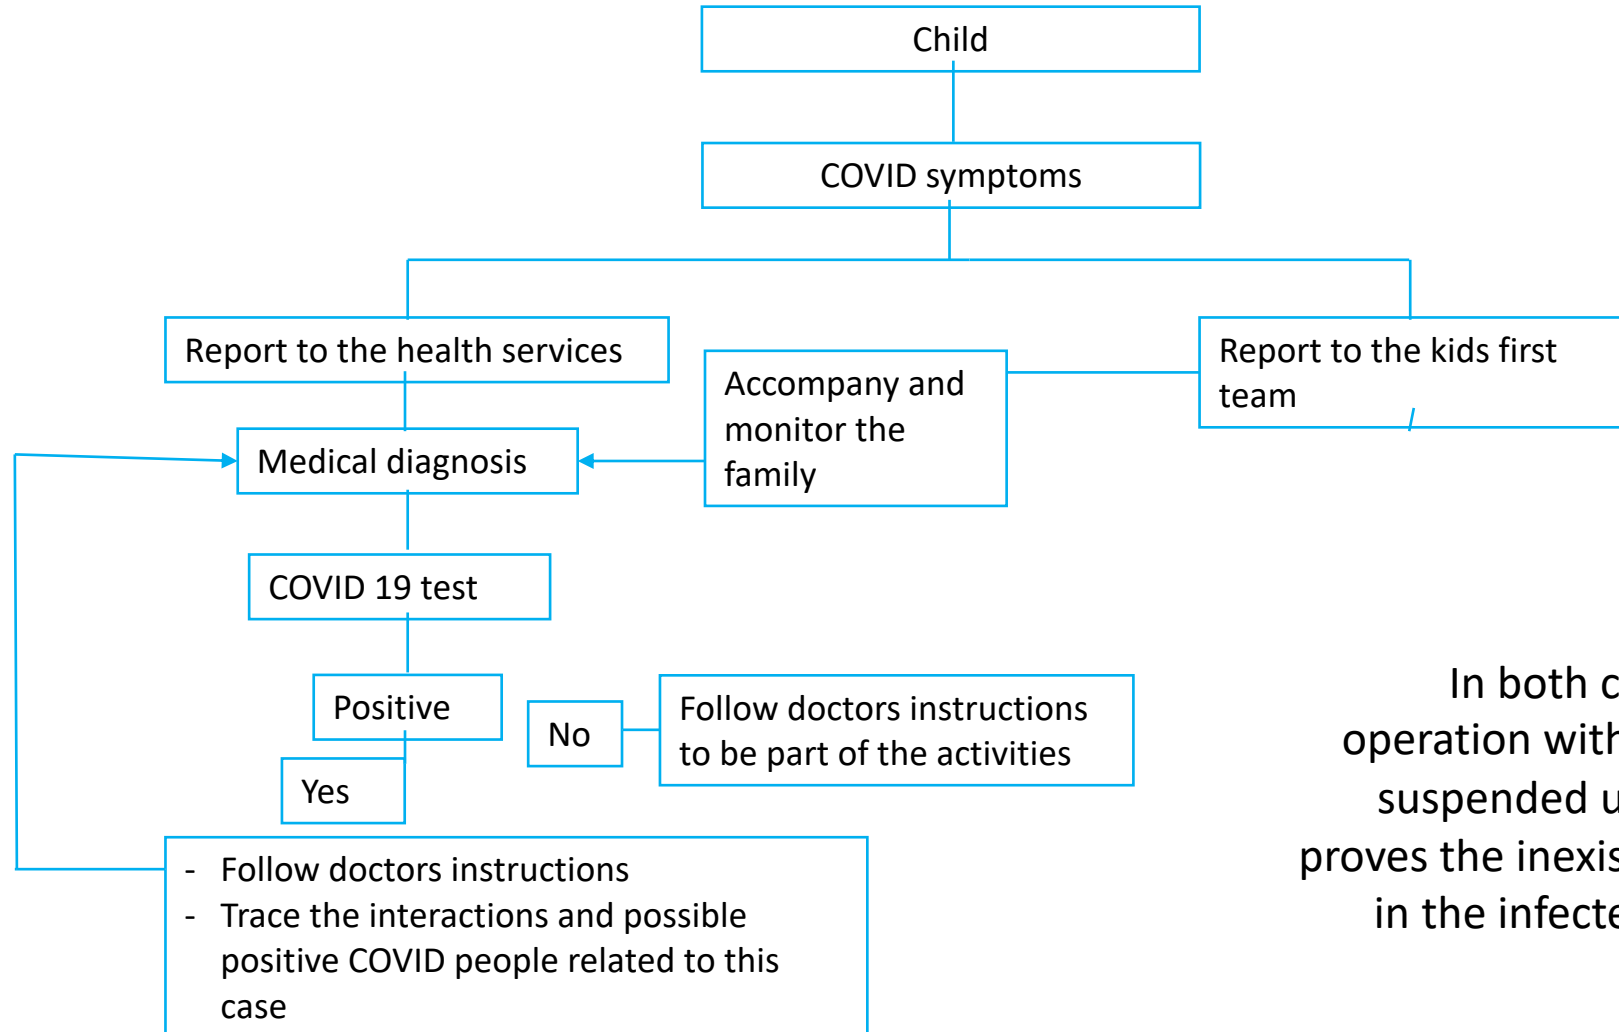 Child
COVID symptoms
Report to the health services
Report to the kids first
team
Accompany and
monitor the
family
Medical diagnosis
COVID 19 test
Positive
No
Follow doctors instructions
to be part of the activities
Yes
- Follow doctors instructions
- Trace the interactions and possible
positive COVID people related to this
case
In both
operation
suspended
proves the
in the